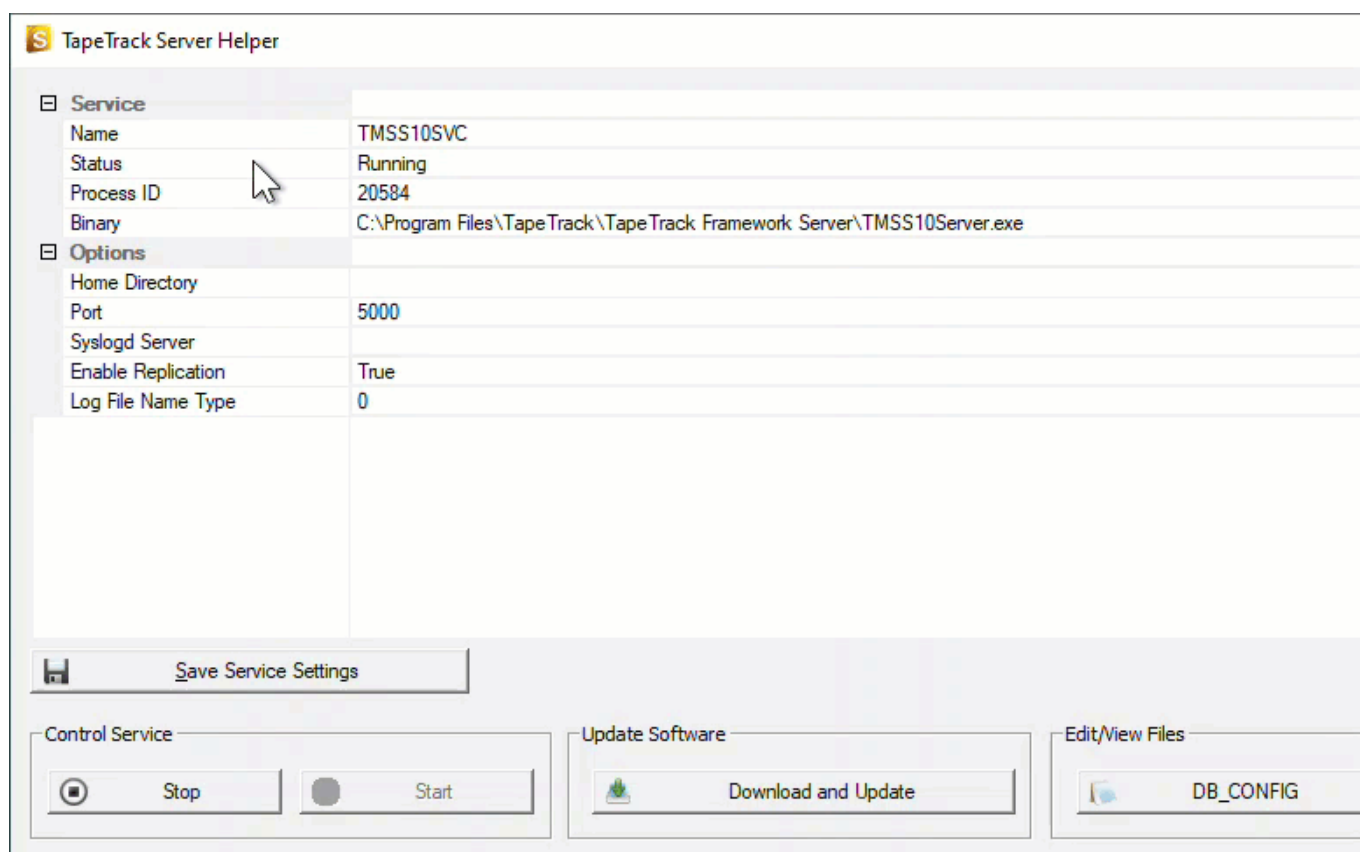 TapeTrack Server Helper
Service
Name TMSS10SVC
Status Running
Process ID 20584
Binary C:\Program Files\TapeTrack\TapeTrack Framework Server\TMSS10Server.exe
Options
Home Directory
Port 5000
Syslogd Server
Enable Replication True
Log File Name Type 0
Save Service Settings
Control Service Update Software Edit/View Files
Stop Start Download and Update DB_CONFIG